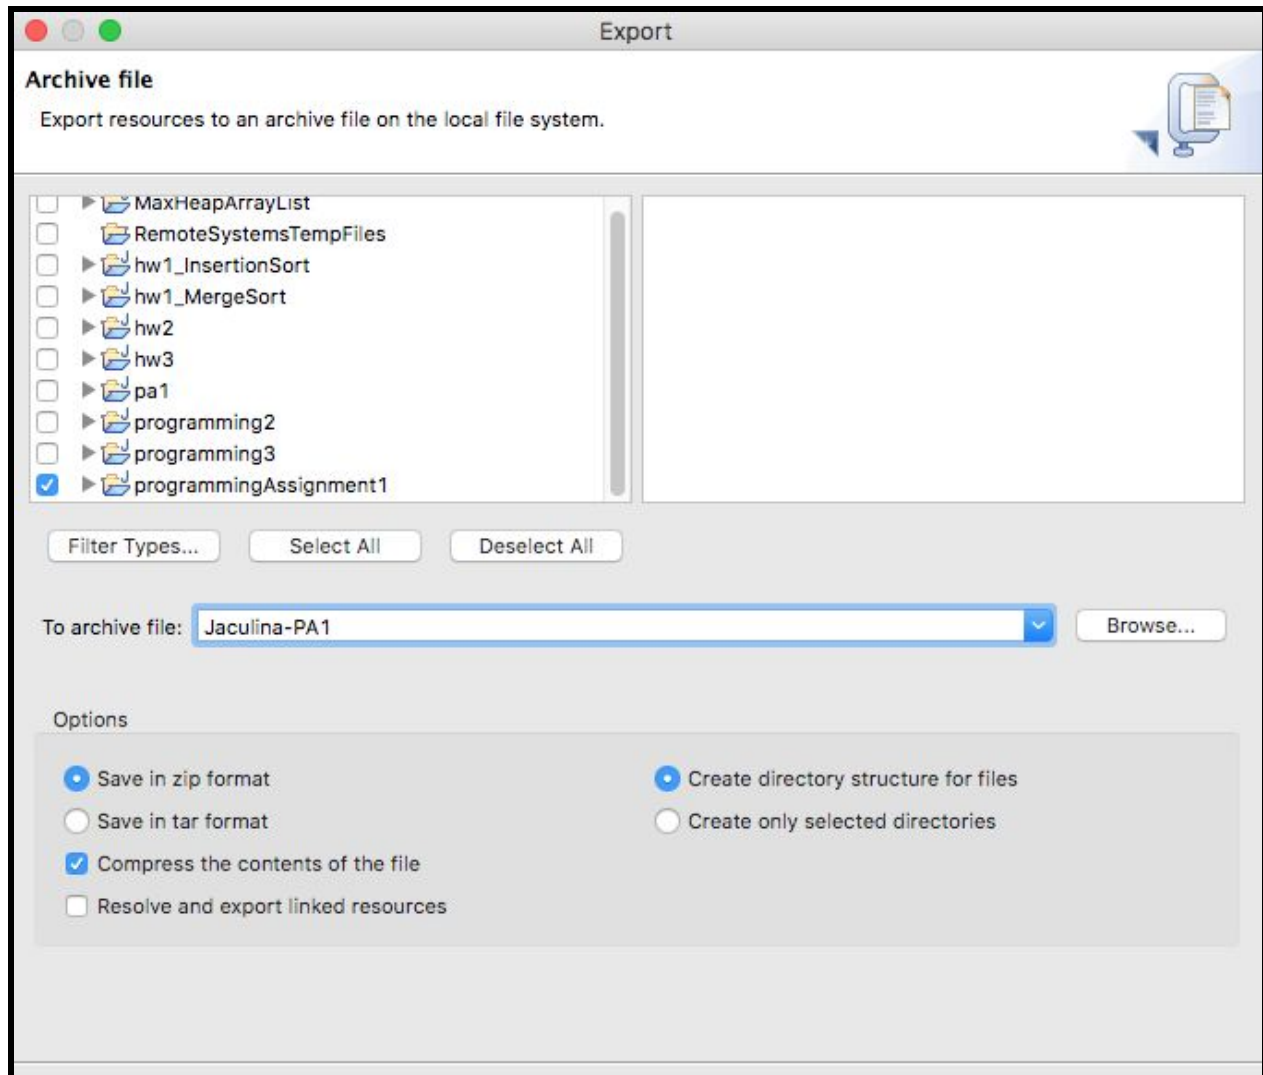 Export
Archive file
Export resources to an archive file on the local file system.
MaxHeapArrayList
RemoteSystemsTempFiles
hw1_InsertionSort
hw1_MergeSort
hw2
hw3
pa1
programming2
programming3
programmingAssignment1
Filter Types... Select All Deselect All
To archive file: Jaculina-PA1 Browse...
Options
Save in zip format Create directory structure for files
Save in tar format Create only selected directories
Compress the contents of the file
Resolve and export linked resources